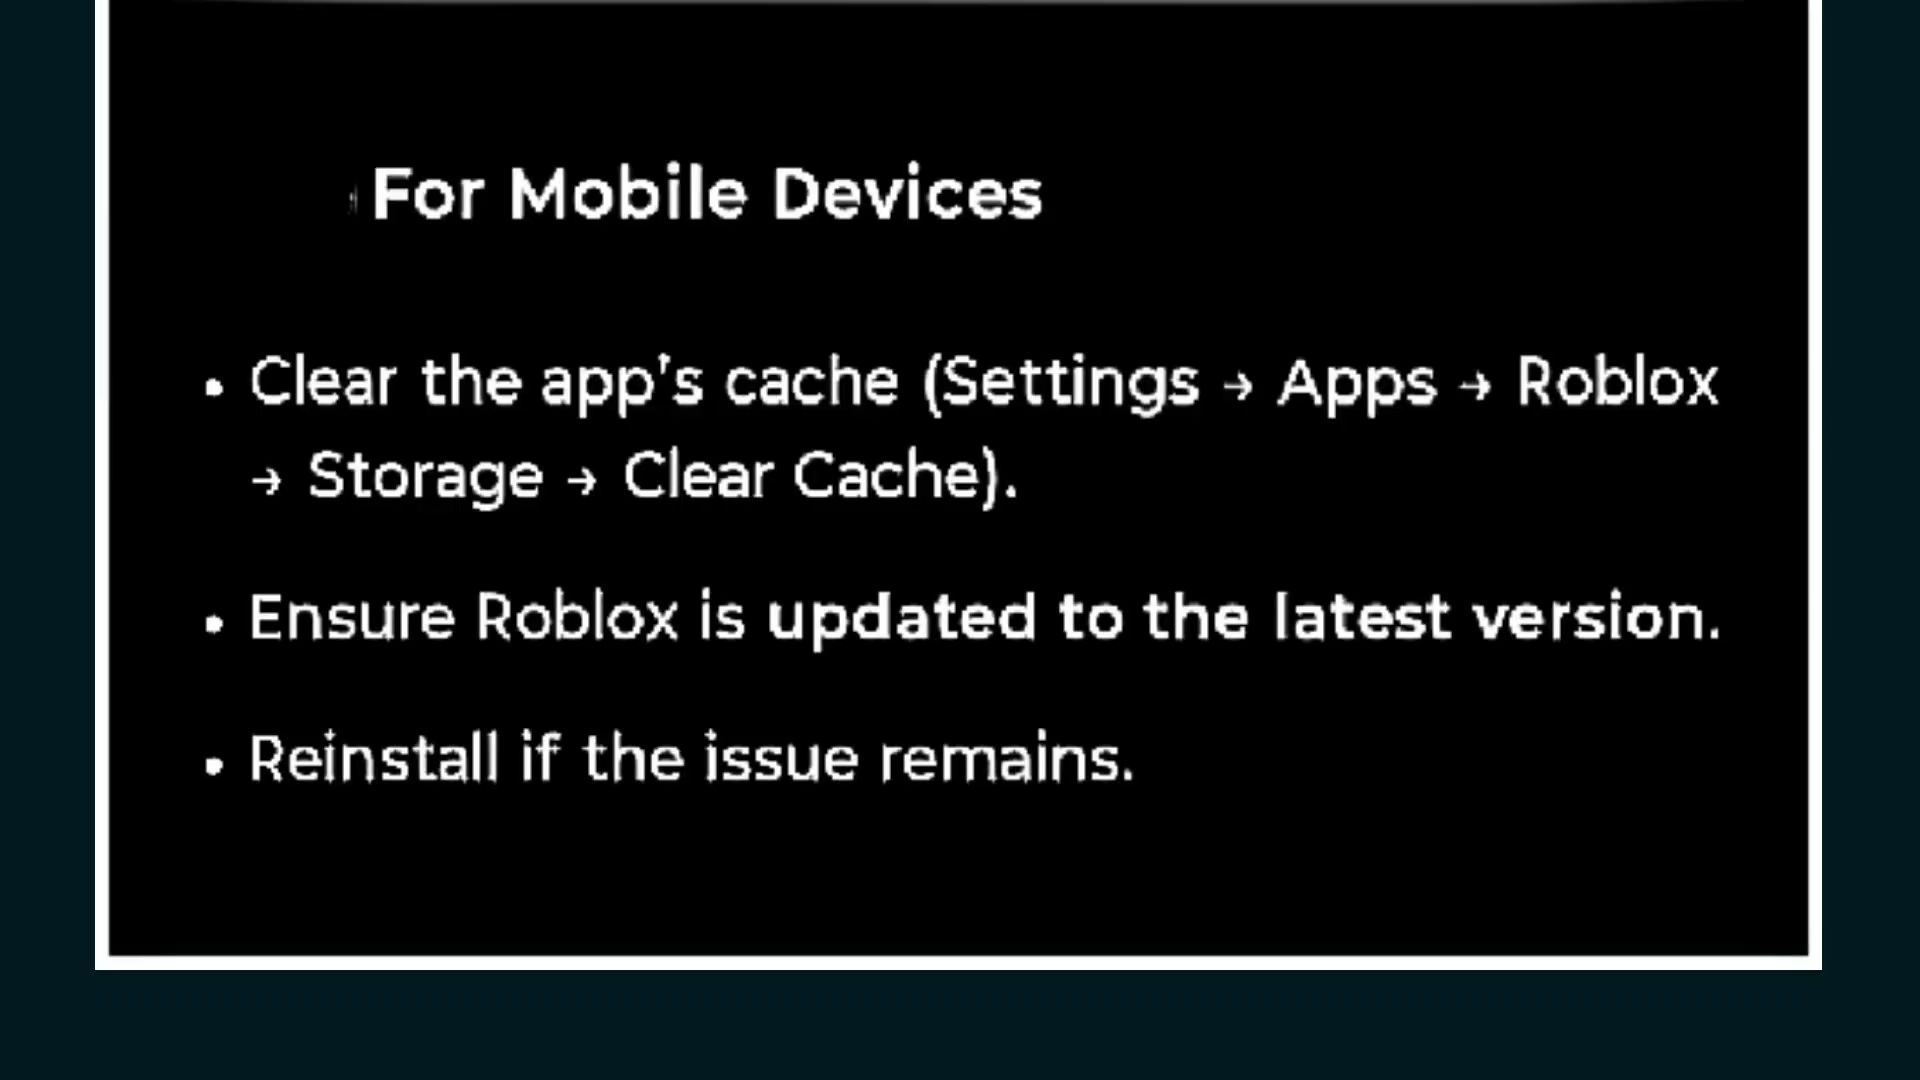 For Mobile Devices
• Clear the app's cache (Settings → Apps → Roblox
→ Storage → Clear Cache).
• Ensure Roblox is updated to the latest version.
• Reinstall if the issue remains.